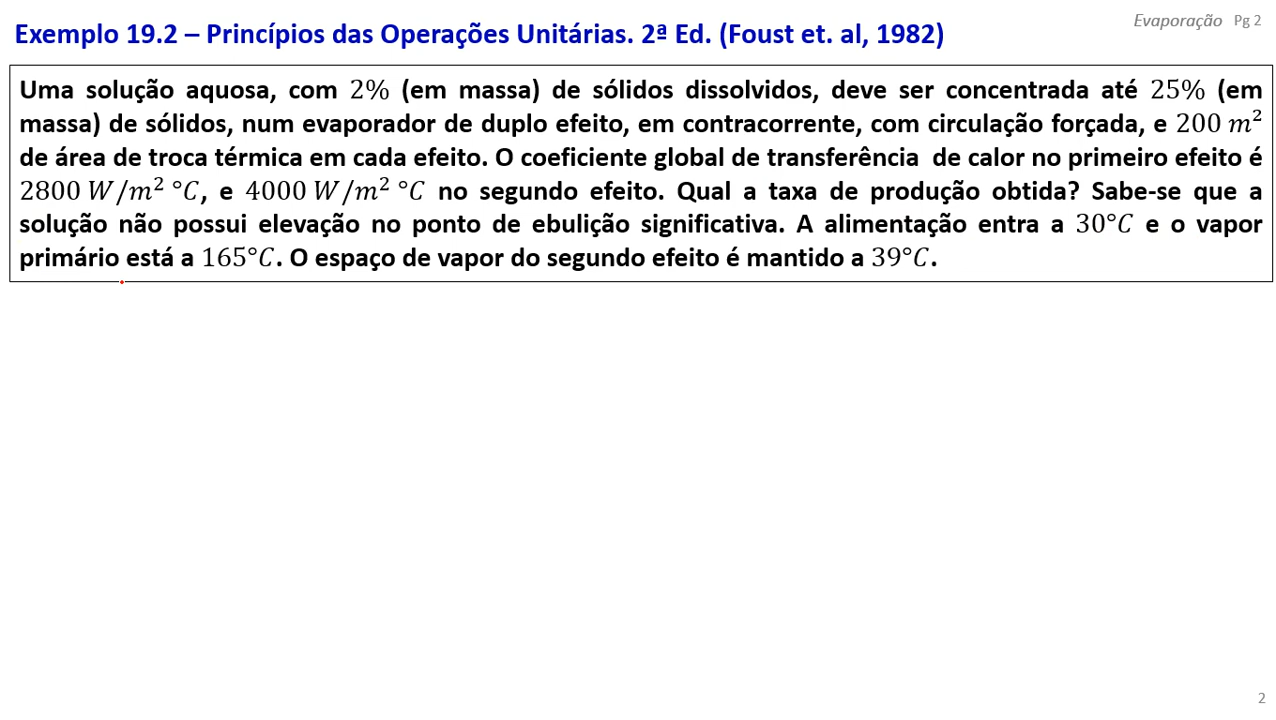 Evaporação Pg 2
Exemplo 19.2 – Princípios das Operações Unitárias. 2ª Ed. (Foust et. al, 1982)
Uma solução aquosa, com 2% (em massa) de sólidos dissolvidos, deve ser concentrada até 25% (em
massa) de sólidos, num evaporador de duplo efeito, em contracorrente, com circulação forçada, e 200 m²
de área de troca térmica em cada efeito. O coeficiente global de transferência de calor no primeiro efeito é
2800 W/m² °C, e 4000 W/m² °C no segundo efeito. Qual a taxa de produção obtida? Sabe-se que a
solução não possui elevação no ponto de ebulição significativa. A alimentação entra a 30°C e o vapor
primário está a 165°C. O espaço de vapor do segundo efeito é mantido a 39°C.
2